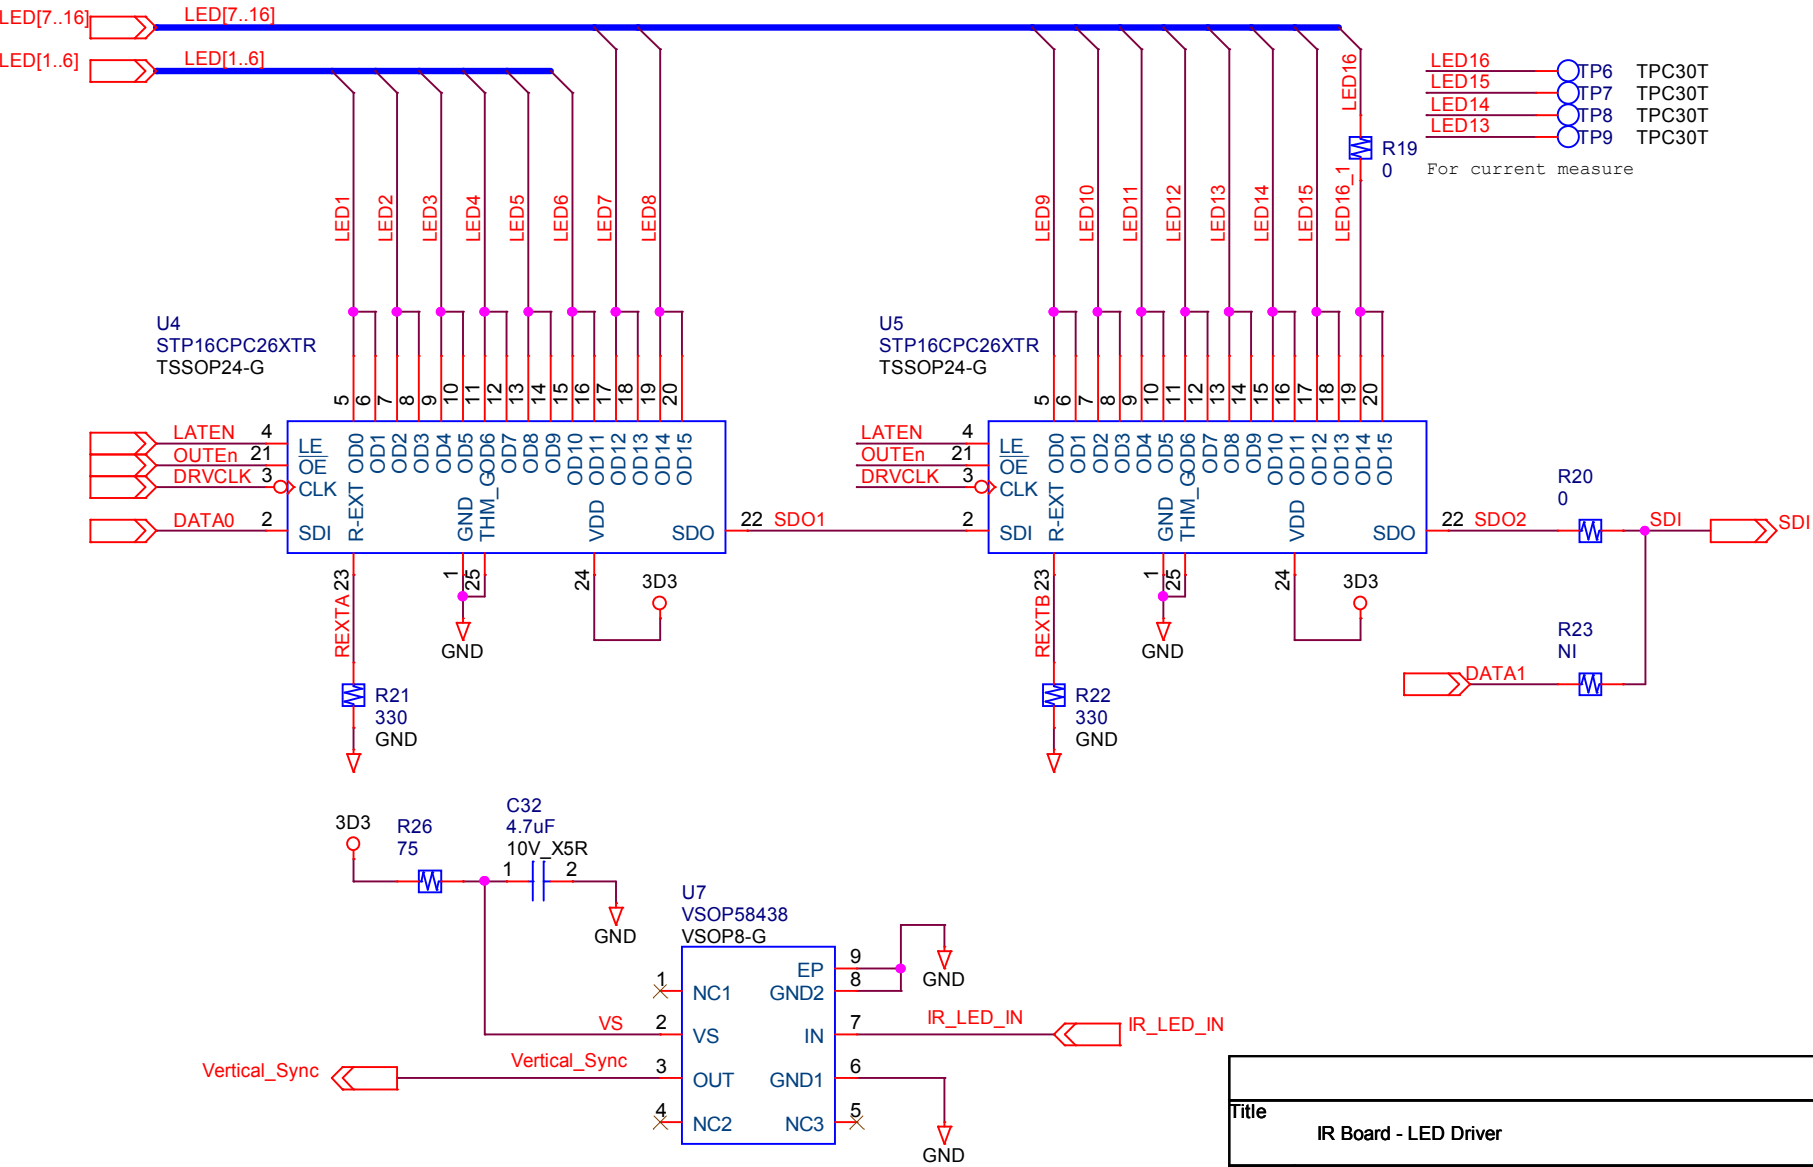 LED[7..16]
LED[7..16]
LED[1..6]
LED[1..6]
LED16
LED16
TP6 TPC30T
LED15
TP7 TPC30T
LED14
TP8 TPC30T
LED13
TP9 TPC30T
R19
0
For current measure
LED1
LED2
LED3
LED4
LED5
LED6
LED7
LED8
LED9
LED10
LED11
LED12
LED13
LED14
LED15
LED16_1
U4
STP16CPC26XTR
TSSOP24-G
5
6
7
8
9
10
11
12
13
14
15
16
17
18
19
20
LATEN 4
OUTEn 21
DRVCLK 3
DATA0 2
LE
OE
CLK
SDI
OD0
OD1
OD2
OD3
OD4
OD5
OD6
OD7
OD8
OD9
OD10
OD11
OD12
OD13
OD14
OD15
R-EXT
GND
THM_G
VDD
SDO
22 SDO1
REXTA 23
1
25
24
3D3
GND
R21
330
GND
U5
STP16CPC26XTR
TSSOP24-G
5
6
7
8
9
10
11
12
13
14
15
16
17
18
19
20
LATEN 4
OUTEn 21
DRVCLK 3
2
LE
OE
CLK
SDI
OD0
OD1
OD2
OD3
OD4
OD5
OD6
OD7
OD8
OD9
OD10
OD11
OD12
OD13
OD14
OD15
R-EXT
GND
THM_G
VDD
SDO
22 SDO2
R20
0
SDI
SDI
REXTB 23
1
25
24
3D3
GND
R23
NI
DATA1
R22
330
GND
3D3
R26
75
C32
4.7uF
10V_X5R
1 2
GND
U7
VSOP58438
VSOP8-G
1 NC1
VS 2 VS
Vertical_Sync
Vertical_Sync
3 OUT
4 NC2
EP 9
GND2 8
GND
IN 7 IR_LED_IN
IR_LED_IN
GND1 6
NC3 5
GND
Title
IR Board - LED Driver